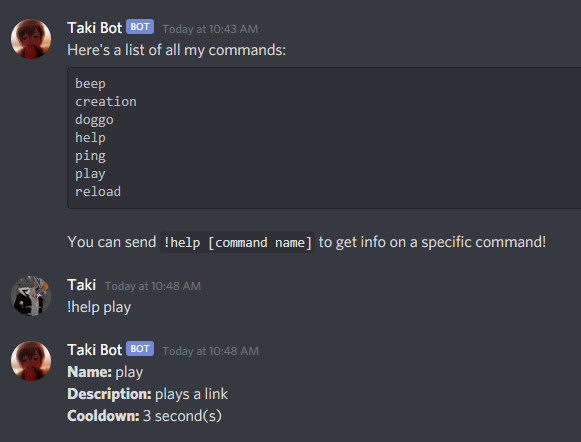 Taki Bot BOT Today at 10:43 AM
Here's a list of all my commands:
beep
creation
doggo
help
ping
play
reload
You can send !help [command name] to get info on a specific command!
Taki Today at 10:48 AM
!help play
Taki Bot BOT Today at 10:48 AM
Name: play
Description: plays a link
Cooldown: 3 second(s)